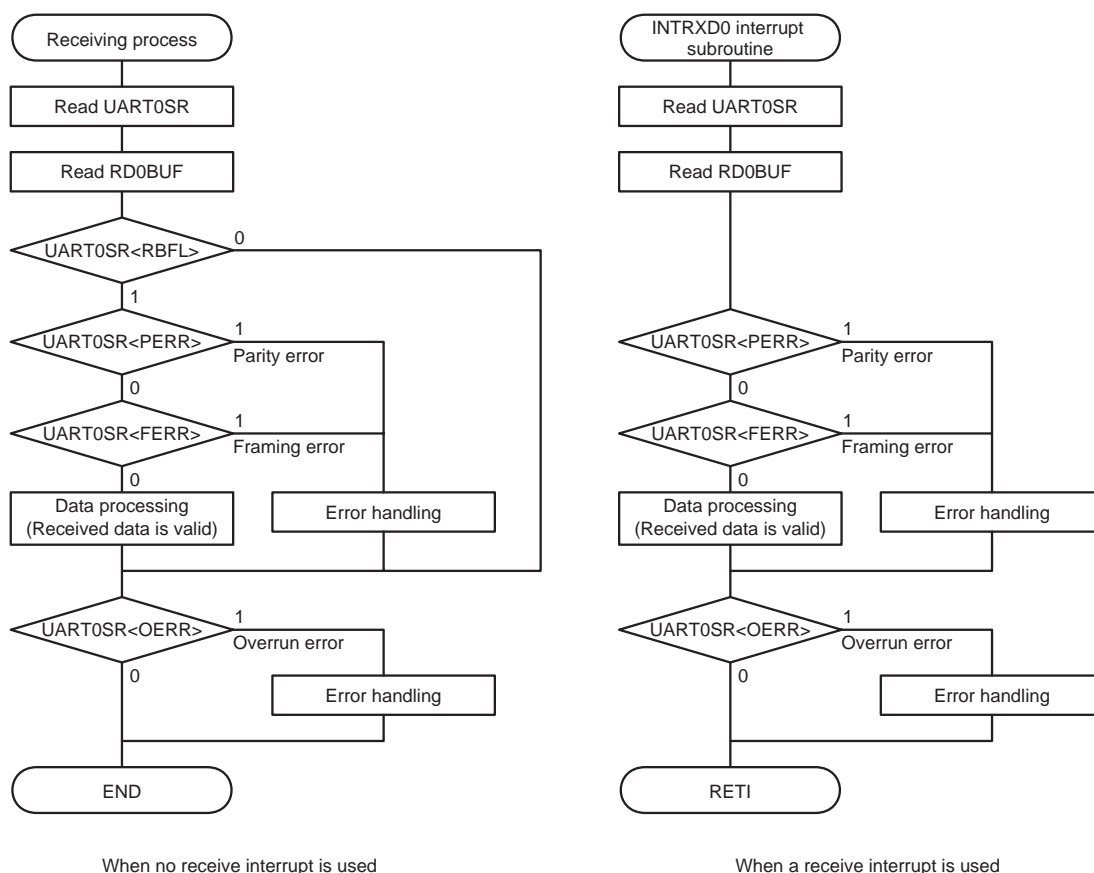 Receiving process
Read UART0SR
Read RD0BUF
UART0SR<RBFL>
0
1
UART0SR<PERR>
1
Parity error
0
UART0SR<FERR>
1
Framing error
0
Data processing
(Received data is valid)
Error handling
UART0SR<OERR>
1
Overrun error
0
Error handling
END
When no receive interrupt is used
INTRXD0 interrupt
subroutine
Read UART0SR
Read RD0BUF
UART0SR<PERR>
1
Parity error
0
UART0SR<FERR>
1
Framing error
0
Data processing
(Received data is valid)
Error handling
UART0SR<OERR>
1
Overrun error
0
Error handling
RETI
When a receive interrupt is used